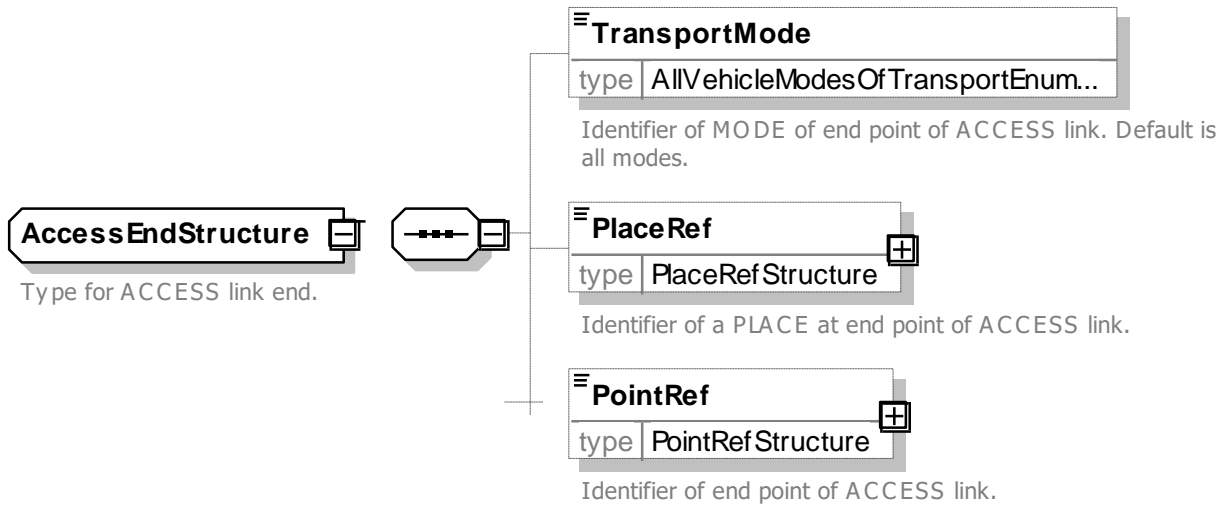 TransportMode
type AllVehicleModesOfTransportEnum...
Identifier of MODE of end point of ACCESS link. Default is
all modes.
AccessEndStructure
Type for ACCESS link end.
PlaceRef
type PlaceRefStructure
Identifier of a PLACE at end point of ACCESS link.
PointRef
type PointRefStructure
Identifier of end point of ACCESS link.